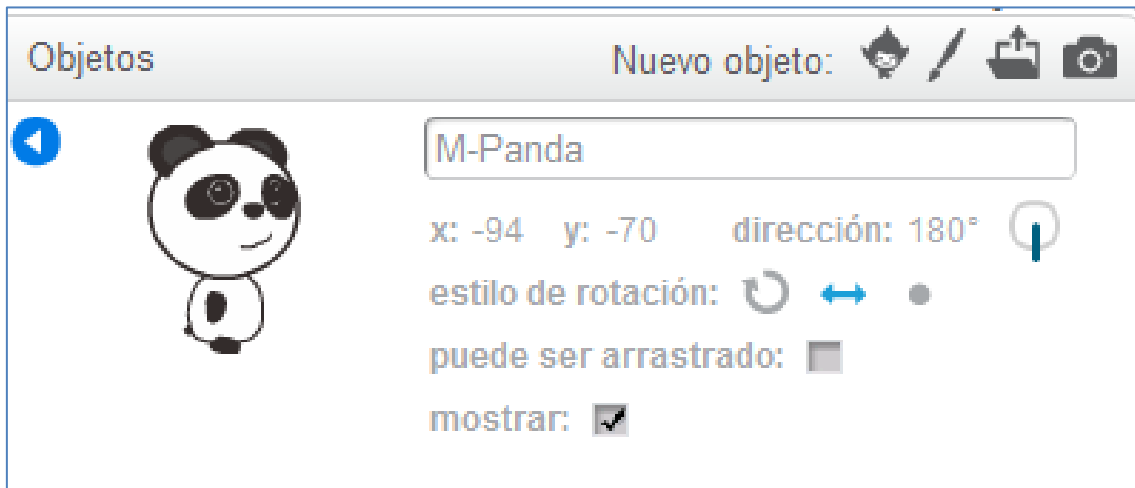 Objetos Nuevo objeto:
M-Panda
x: -94 y: -70 dirección: 180°
estilo de rotación:
puede ser arrastrado:
mostrar: